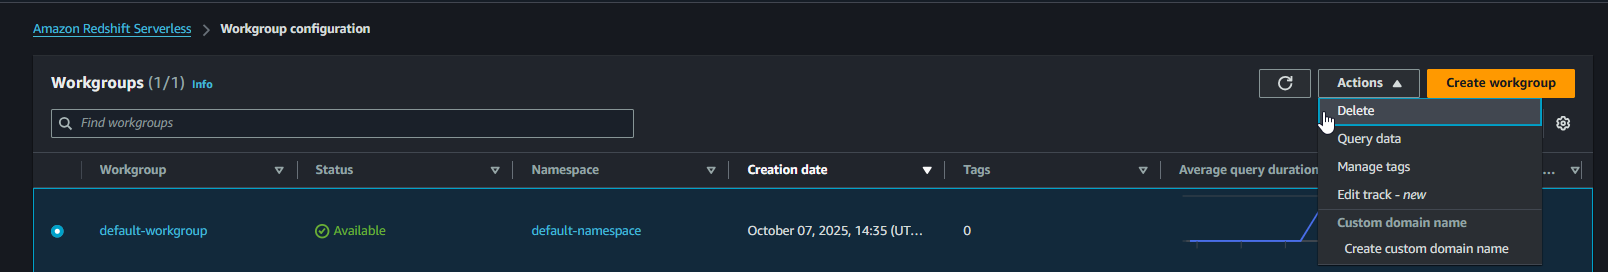 Amazon Redshift Serverless > Workgroup configuration
Workgroups (1/1) Info
Actions
Create workgroup
Find workgroups
Delete
Query data
Manage tags
Edit track - new
Custom domain name
Create custom domain name
Workgroup Status Namespace Creation date Tags Average query duration ...
default-workgroup Available default-namespace October 07, 2025, 14:35 (UT... 0